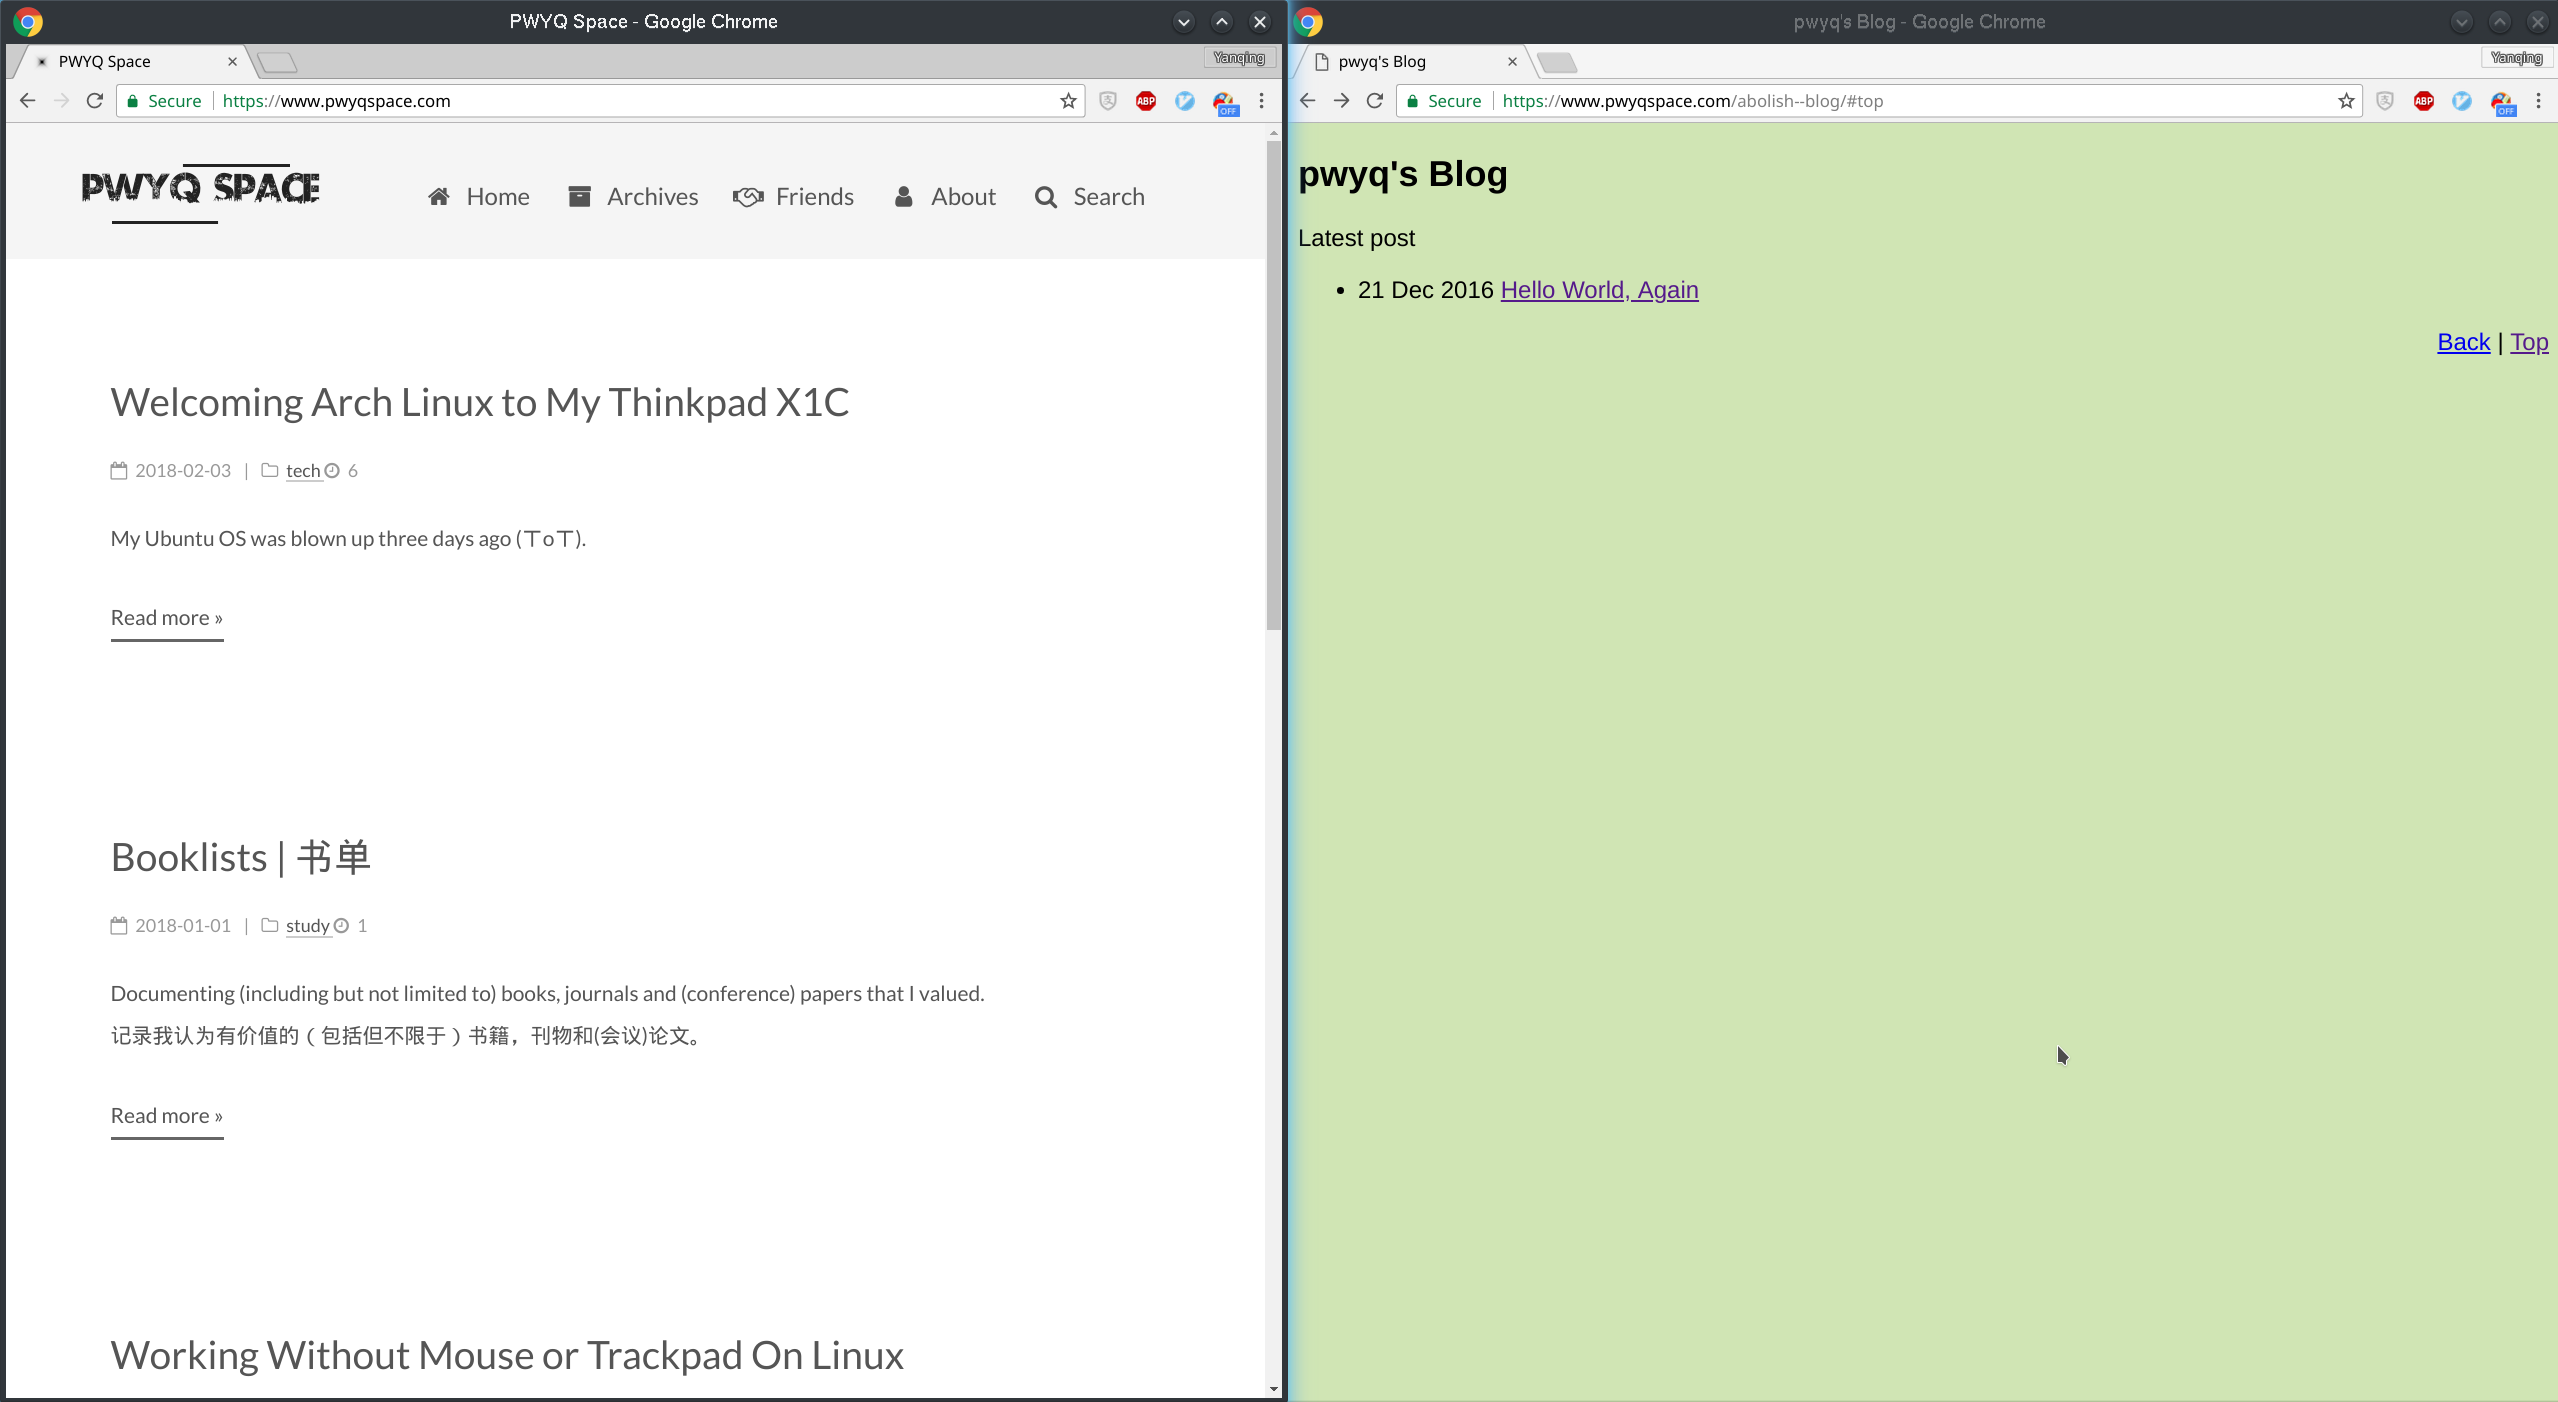 PWYQ Space - Google Chrome
PWYQ Space
Yanqing
Secure https://www.pwyqspace.com
ABP
OFF
PWYQ SPACE
Home Archives Friends About Search
Welcoming Arch Linux to My Thinkpad X1C
2018-02-03 | tech 6
My Ubuntu OS was blown up three days ago (ㄒoㄒ).
Read more »
Booklists | 书单
2018-01-01 | study 1
Documenting (including but not limited to) books, journals and (conference) papers that I valued.
记录我认为有价值的（包括但不限于）书籍，刊物和(会议)论文。
Read more »
Working Without Mouse or Trackpad On Linux
pwyq's Blog - Google Chrome
pwyq's Blog
Yanqing
Secure https://www.pwyqspace.com/abolish--blog/#top
ABP
OFF
pwyq's Blog
Latest post
• 21 Dec 2016 Hello World, Again
Back | Top